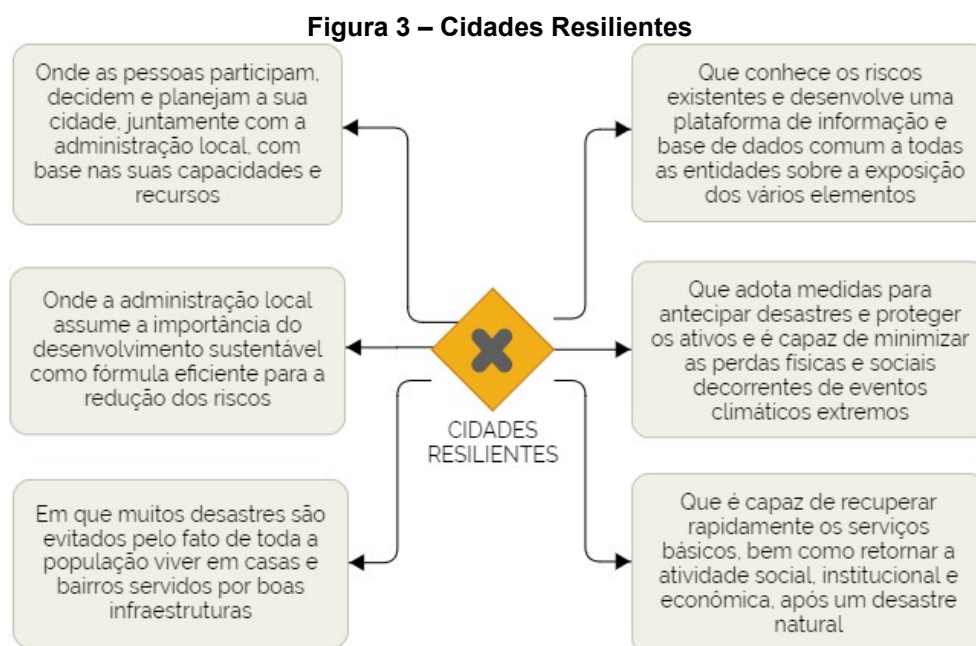 Figura 3 – Cidades Resilientes
Onde as pessoas participam,
decidem e planejam a sua
cidade, juntamente com a
administração local, com
base nas suas capacidades e
recursos
Onde a administração local
assume a importância do
desenvolvimento sustentável
como fórmula eficiente para a
redução dos riscos
Em que muitos desastres são
evitados pelo fato de toda a
população viver em casas e
bairros servidos por boas
infraestruturas
CIDADES
RESILIENTES
Que conhece os riscos
existentes e desenvolve uma
plataforma de informação e
base de dados comum a todas
as entidades sobre a exposição
dos vários elementos
Que adota medidas para
antecipar desastres e proteger
os ativos e é capaz de minimizar
as perdas físicas e sociais
decorrentes de eventos
climáticos extremos
Que é capaz de recuperar
rapidamente os serviços
básicos, bem como retornar a
atividade social, institucional e
econômica, após um desastre
natural